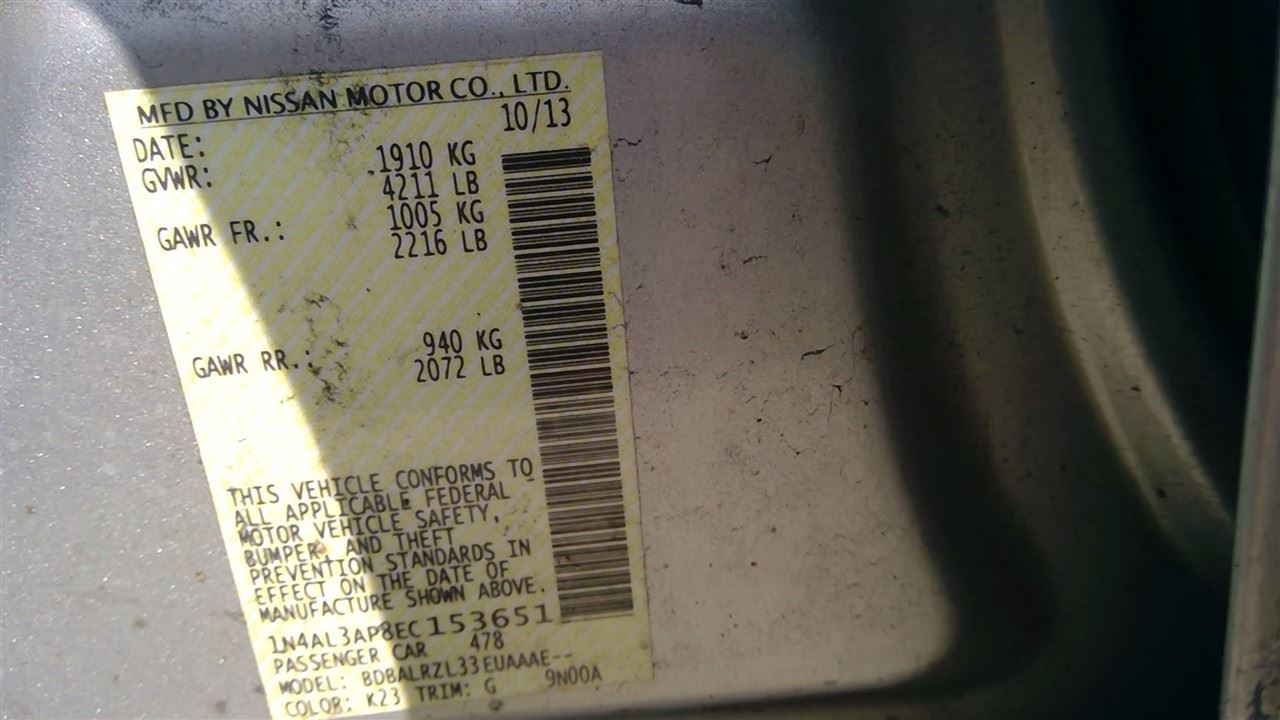 MFD BY NISSAN MOTOR CO., LTD.
DATE: 10/13
GVWR: 1910 KG
4211 LB
GAWR FR.: 1005 KG
2216 LB
GAWR RR.: 940 KG
2072 LB
THIS VEHICLE CONFORMS TO
ALL APPLICABLE FEDERAL
MOTOR VEHICLE SAFETY,
BUMPER, AND THEFT
PREVENTION STANDARDS IN
EFFECT ON THE DATE OF
MANUFACTURE SHOWN ABOVE.
1N4AL3AP8EC153651
PASSENGER CAR 478
MODEL: BDBALRZL33EUAAAE--
COLOR: K23 TRIM: G 9N00A